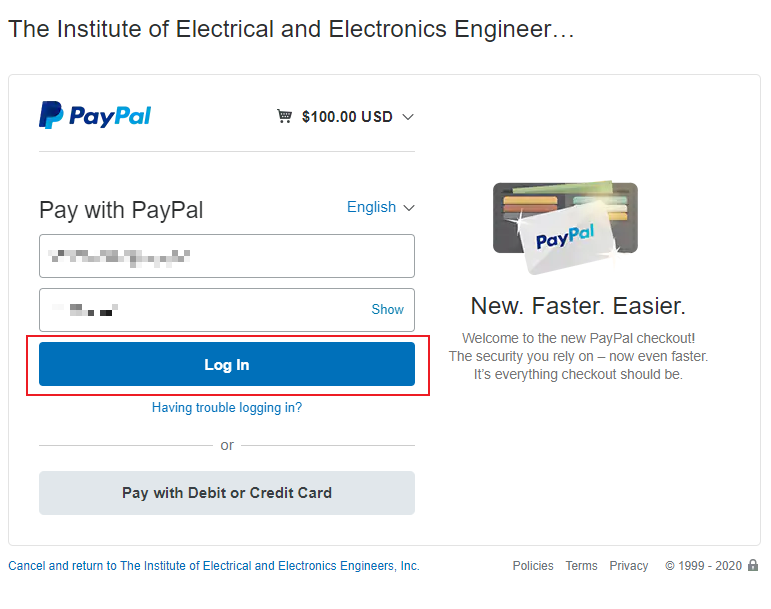 The Institute of Electrical and Electronics Engineer…
PayPal
$100.00 USD
Pay with PayPal
English
Show
Log In
Having trouble logging in?
or
Pay with Debit or Credit Card
PayPal
New. Faster. Easier.
Welcome to the new PayPal checkout!
The security you rely on – now even faster.
It's everything checkout should be.
Cancel and return to The Institute of Electrical and Electronics Engineers, Inc.
Policies Terms Privacy © 1999 - 2020